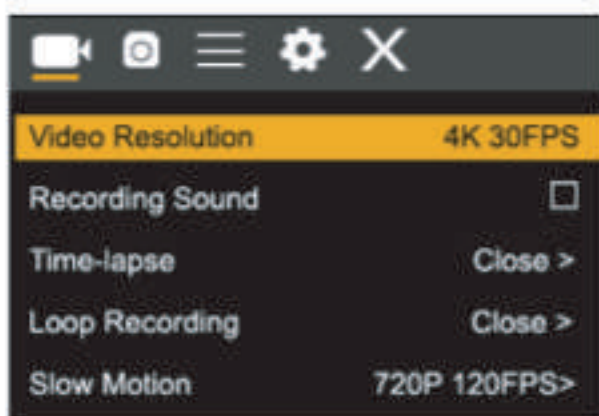 Video Resolution 4K 30FPS
Recording Sound
Time-lapse Close >
Loop Recording Close >
Slow Motion 720P 120FPS>